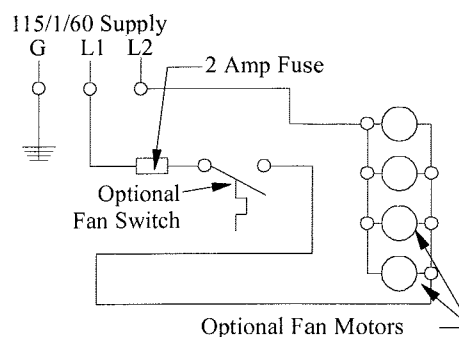 115/1/60 Supply
G L1 L2
2 Amp Fuse
Optional
Fan Switch
Optional Fan Motors